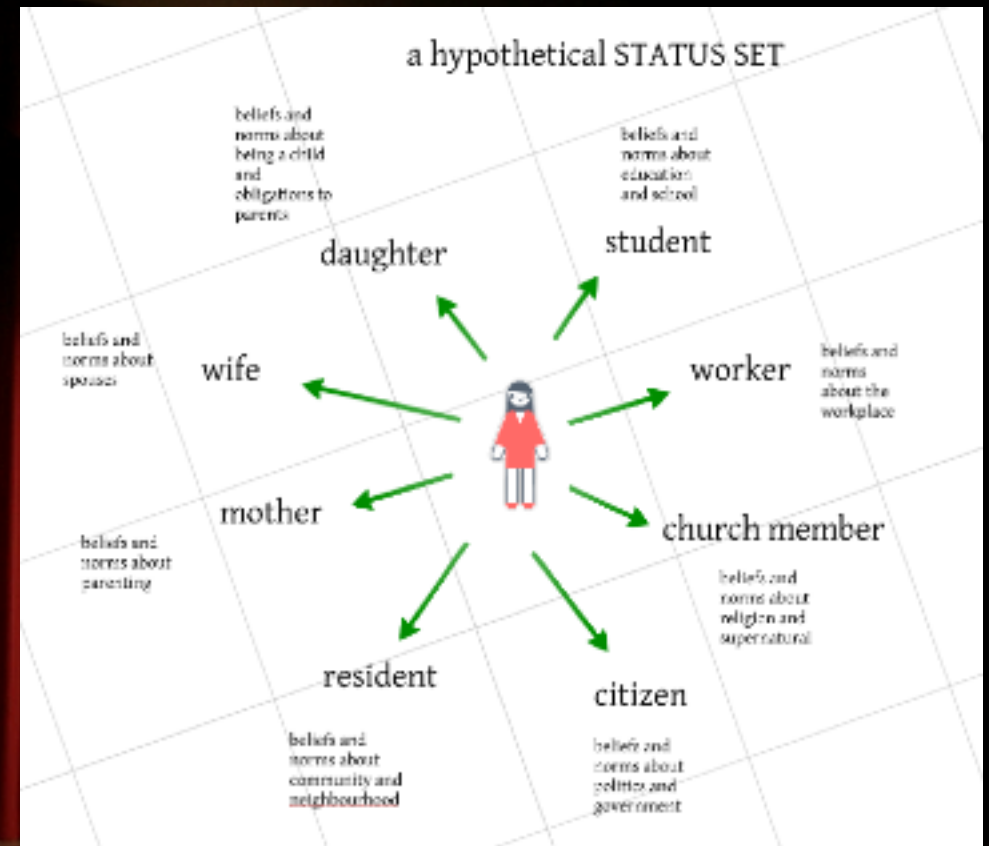 a hypothetical STATUS SET
beliefs and
norms about
being a child
and
obligations to
parents
daughter
beliefs and
norms about
education
and school
student
beliefs and
norms about
spouses
wife
worker
beliefs and
norms
about the
workplace
mother
beliefs and
norms about
parenting
church member
beliefs and
norms about
religion and
supernatural
resident
beliefs and
norms about
community and
neighbourhood
citizen
beliefs and
norms about
politics and
government